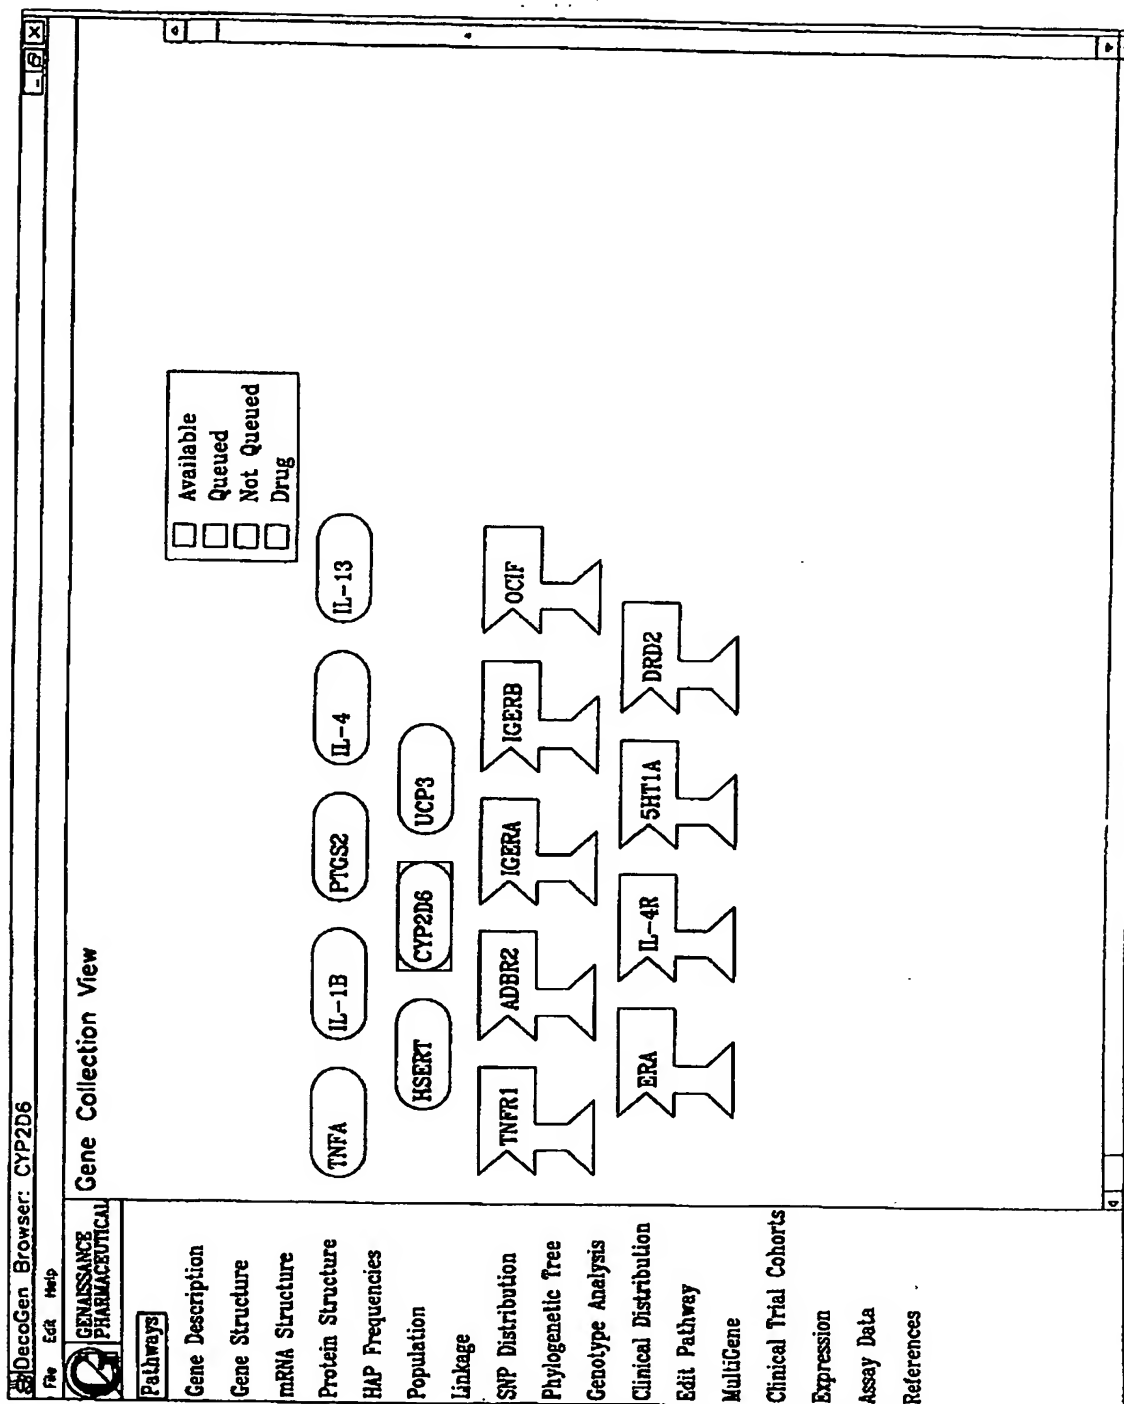 DecoGen Browser: CYP2D6
File Edit Help
GENAISSANCE
PHARMACEUTICAL
Gene Collection View
Pathways
Gene Description
Gene Structure
mRNA Structure
Protein Structure
HAP Frequencies
Population
Linkage
SNP Distribution
Phylogenetic Tree
Genotype Analysis
Clinical Distribution
Edit Pathway
MultiGene
Clinical Trial Cohorts
Expression
Assay Data
References
Available
Queued
Not Queued
Drug
TNFA IL-1B PTGS2 IL-4 IL-13
HSERT CYP2D6 UCP3
TNFR1 ADBR2 IGERA IGERB OCIF
ERA IL-4R 5HT1A DRD2